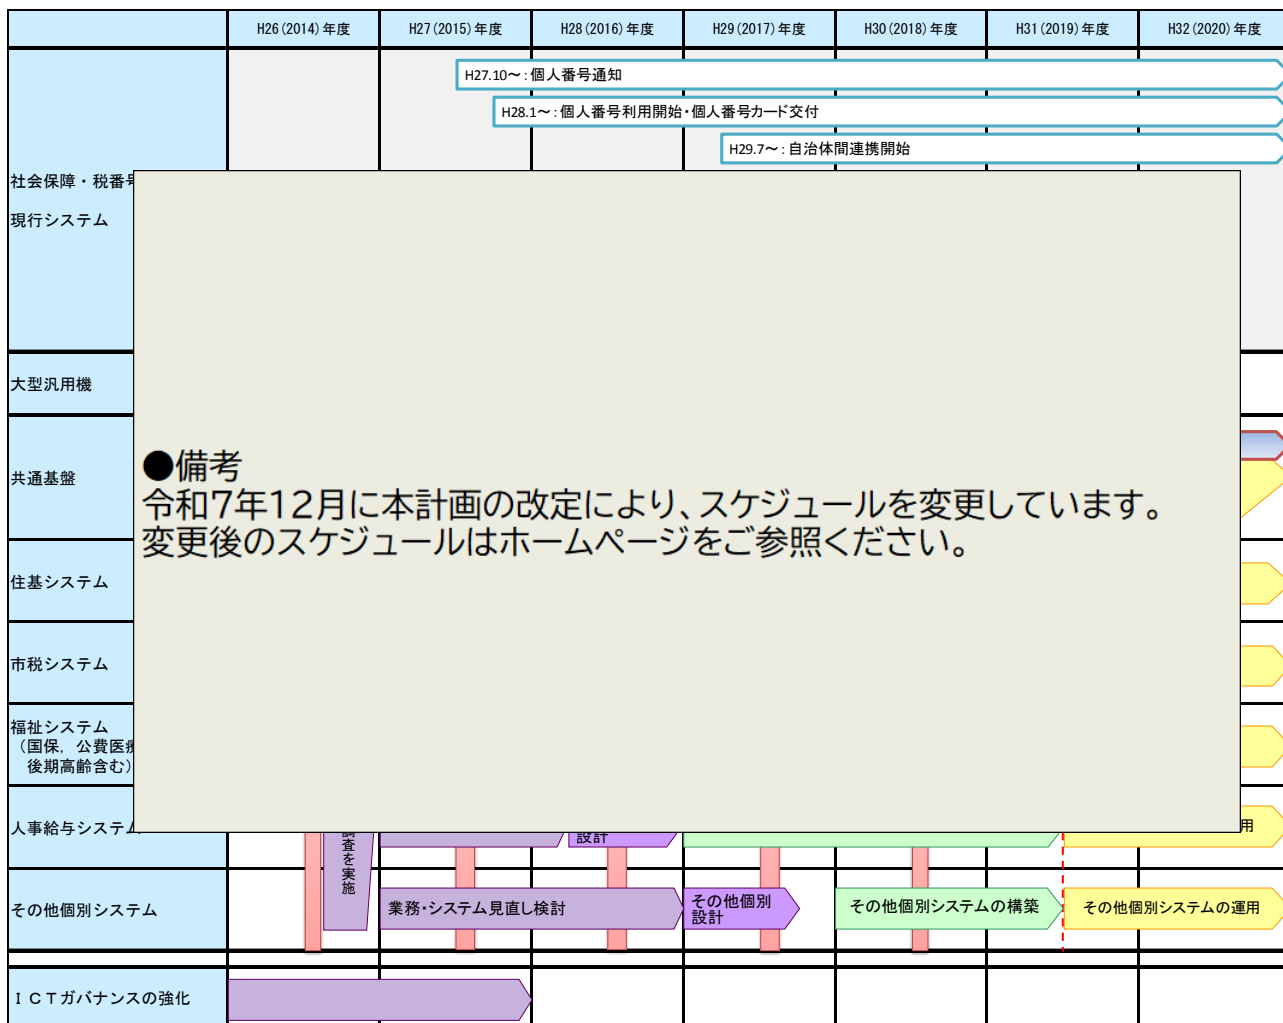 H26(2014)年度 H27(2015)年度 H28(2016)年度 H29(2017)年度 H30(2018)年度 H31(2019)年度 H32(2020)年度
H27.10～：個人番号通知
H28.1～：個人番号利用開始・個人番号カード交付
H29.7～：自治体間連携開始
社会保障・税番号
現行システム
大型汎用機
共通基盤
●備考
令和7年12月に本計画の改定により、スケジュールを変更しています。
変更後のスケジュールはホームページをご参照ください。
住基システム
市税システム
福祉システム
（国保，公費医療
後期高齢含む）
人事給与システム
設計
用
調査を実施
その他個別システム
業務・システム見直し検討
その他個別
設計
その他個別システムの構築
その他個別システムの運用
ＩＣＴガバナンスの強化